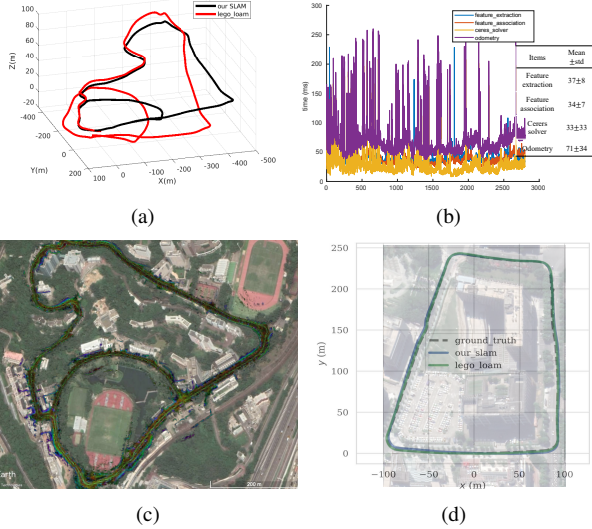 our SLAM
lego_loam
Z(m)
100
80
60
40
20
0
-20
-400
-200
0
200
Y(m)
100
0
-100
-200
-300
-400
-500
X(m)
(a)
feature_extraction
feature_association
ceres_solver
odometry
time (ms)
300
250
200
150
100
50
0
0
500
1000
1500
2000
2500
3000
Items
Mean
±std
Feature
extraction
37±8
Feature
association
34±7
Cerers
solver
33±33
Odometry
71±34
(b)
arth
200 m
(c)
y (m)
250
200
150
100
50
0
ground_truth
our_slam
lego_loam
−100
−50
0
50
100
x (m)
(d)